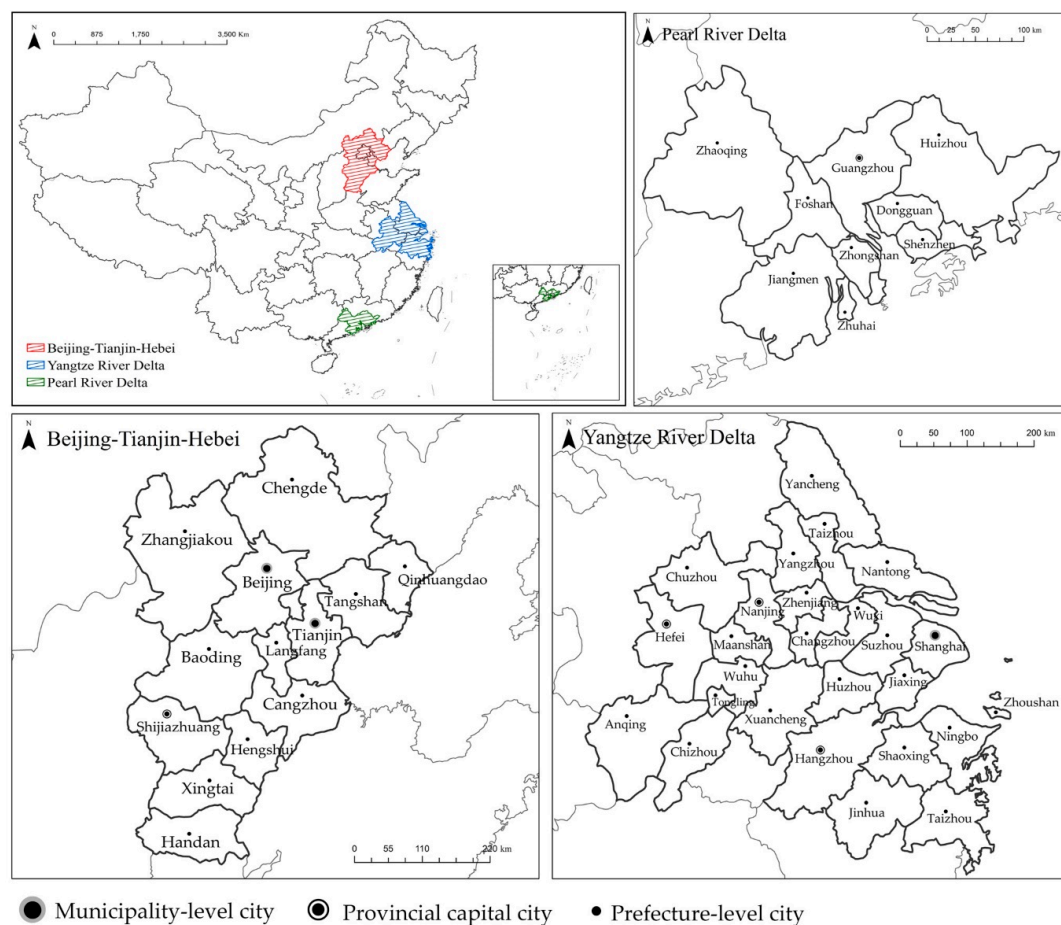 N
0 875 1,750 3,500 km
Beijing-Tianjin-Hebei
Yangtze River Delta
Pearl River Delta
N
Pearl River Delta
0 25 50 100 km
Zhaoqing
Huizhou
Guangzhou
Foshan
Dongguan
Shenzhen
Zhongshan
Jiangmen
Zhuhai
N
Beijing-Tianjin-Hebei
Chengde
Zhangjiakou
Beijing
Qinhuangdao
Tangshan
Tianjin
Langfang
Baoding
Cangzhou
Shijiazhuang
Hengshui
Xingtai
Handan
0 55 110 220 km
N
Yangtze River Delta
0 50 100 200 km
Yancheng
Taizhou
Yangzhou
Nantong
Chuzhou
Zhenjiang
Nanjing
Wuxi
Hefei
Maanshan
Changzhou
Suzhou
Shanghai
Wuhu
Huzhou
Jiaxing
Tongling
Zhoushan
Anqing
Xuancheng
Ningbo
Chizhou
Hangzhou
Shaoxing
Jinhua
Taizhou
Municipality-level city
Provincial capital city
Prefecture-level city